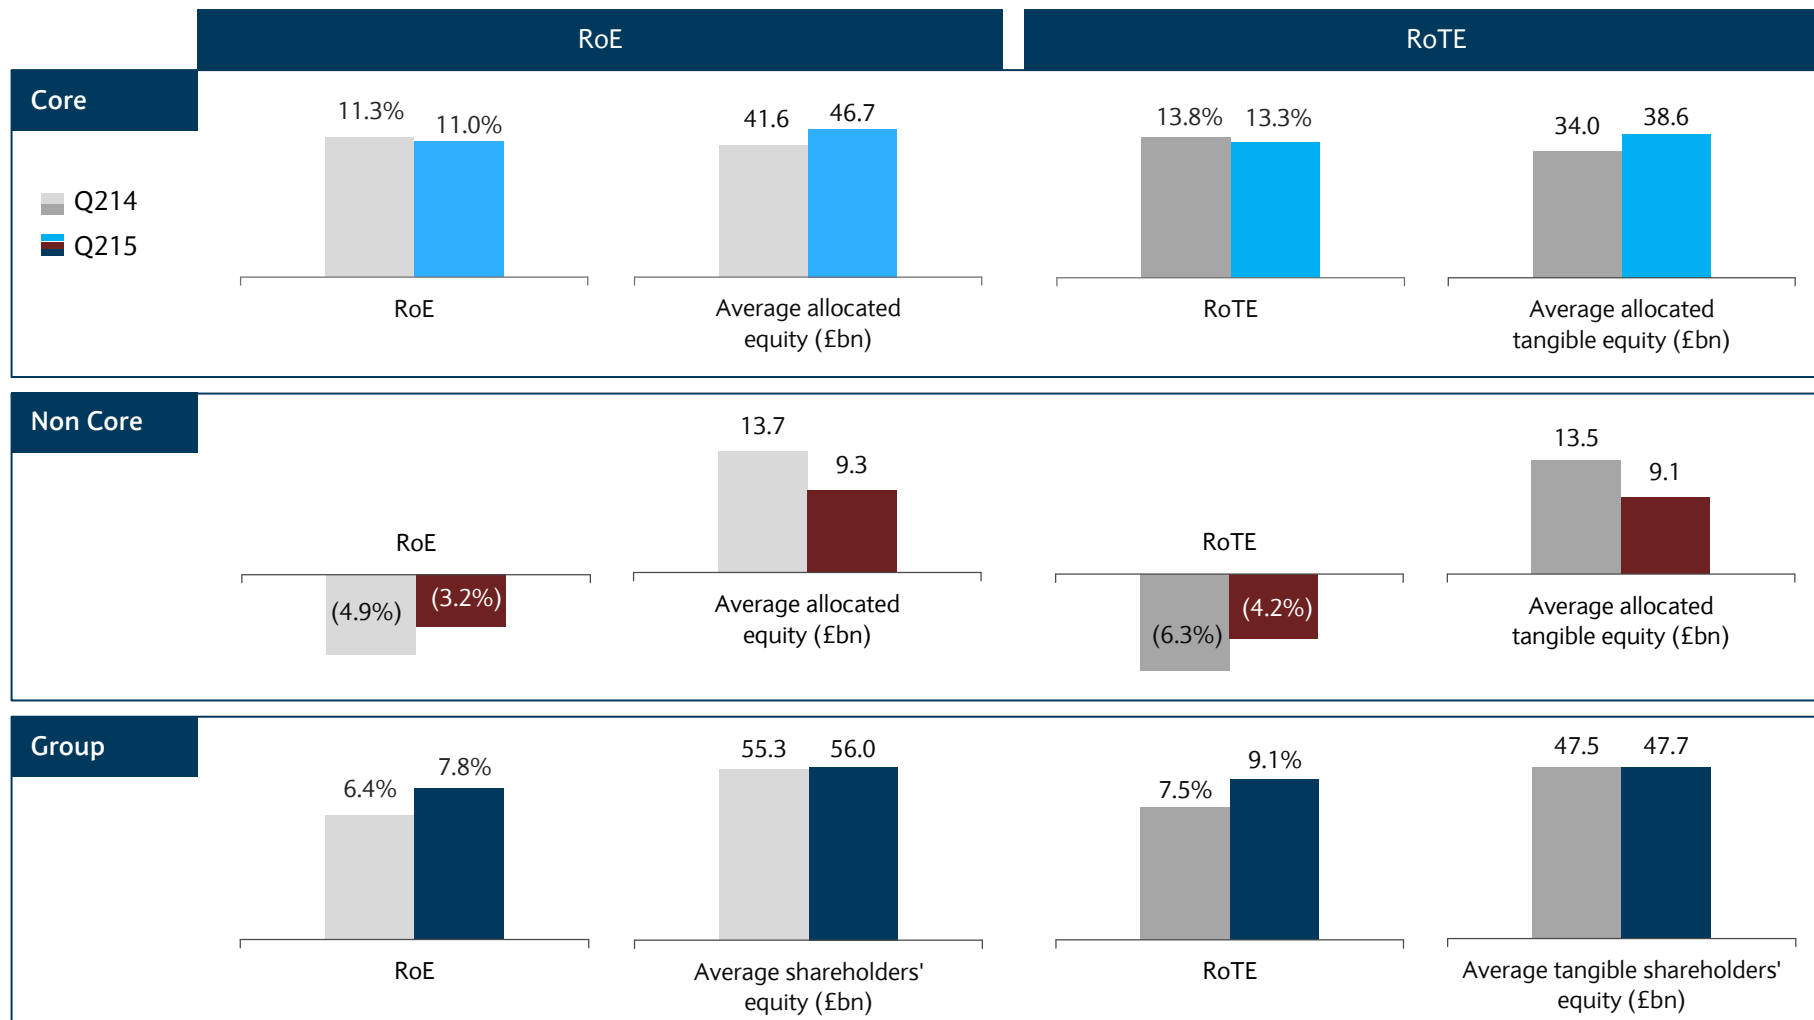 RoE
RoTE
Core
Q214
Q215
11.3%
11.0%
RoE
41.6
46.7
Average allocated
equity (£bn)
13.8%
13.3%
RoTE
34.0
38.6
Average allocated
tangible equity (£bn)
Non Core
RoE
(4.9%)
(3.2%)
13.7
9.3
Average allocated
equity (£bn)
RoTE
(6.3%)
(4.2%)
13.5
9.1
Average allocated
tangible equity (£bn)
Group
6.4%
7.8%
RoE
55.3
56.0
Average shareholders'
equity (£bn)
7.5%
9.1%
RoTE
47.5
47.7
Average tangible shareholders'
equity (£bn)